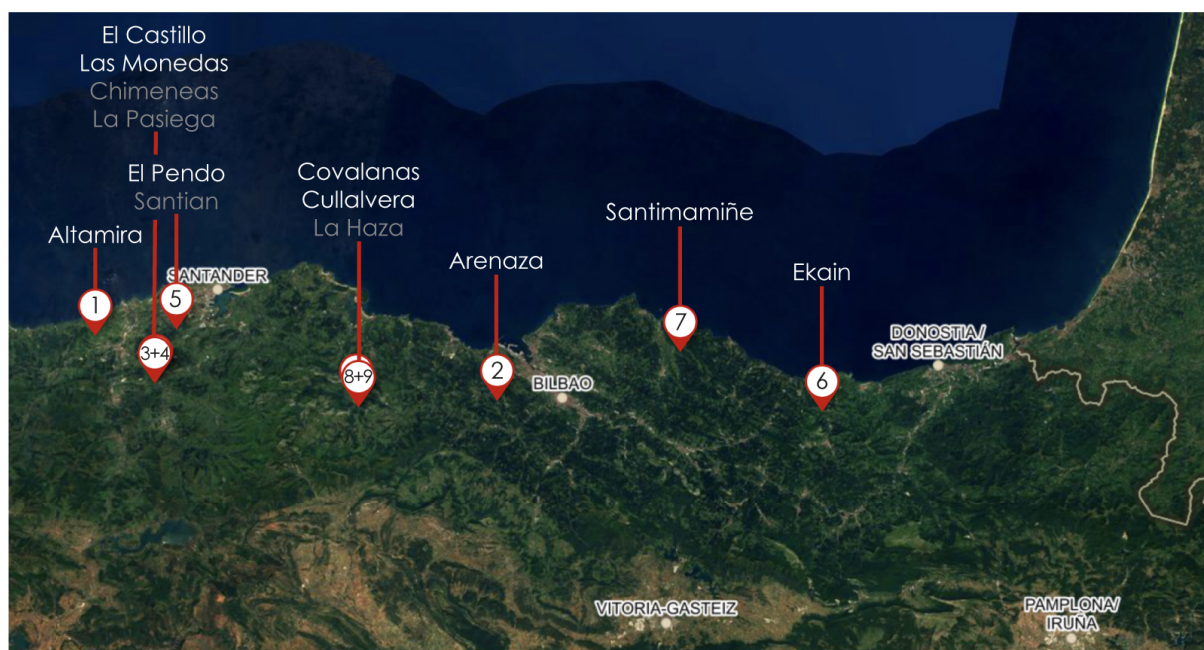 El Castillo
Las Monedas
Chimeneas
La Pasiega
El Pendo
Santian
Altamira
Covalanas
Cullalvera
La Haza
Arenaza
Santimamiñe
Ekain
SANTANDER
1
5
3+4
8+9
2
7
6
BILBAO
DONOSTIA/
SAN SEBASTIÁN
VITORIA-GASTEIZ
PAMPLONA/
IRUÑA